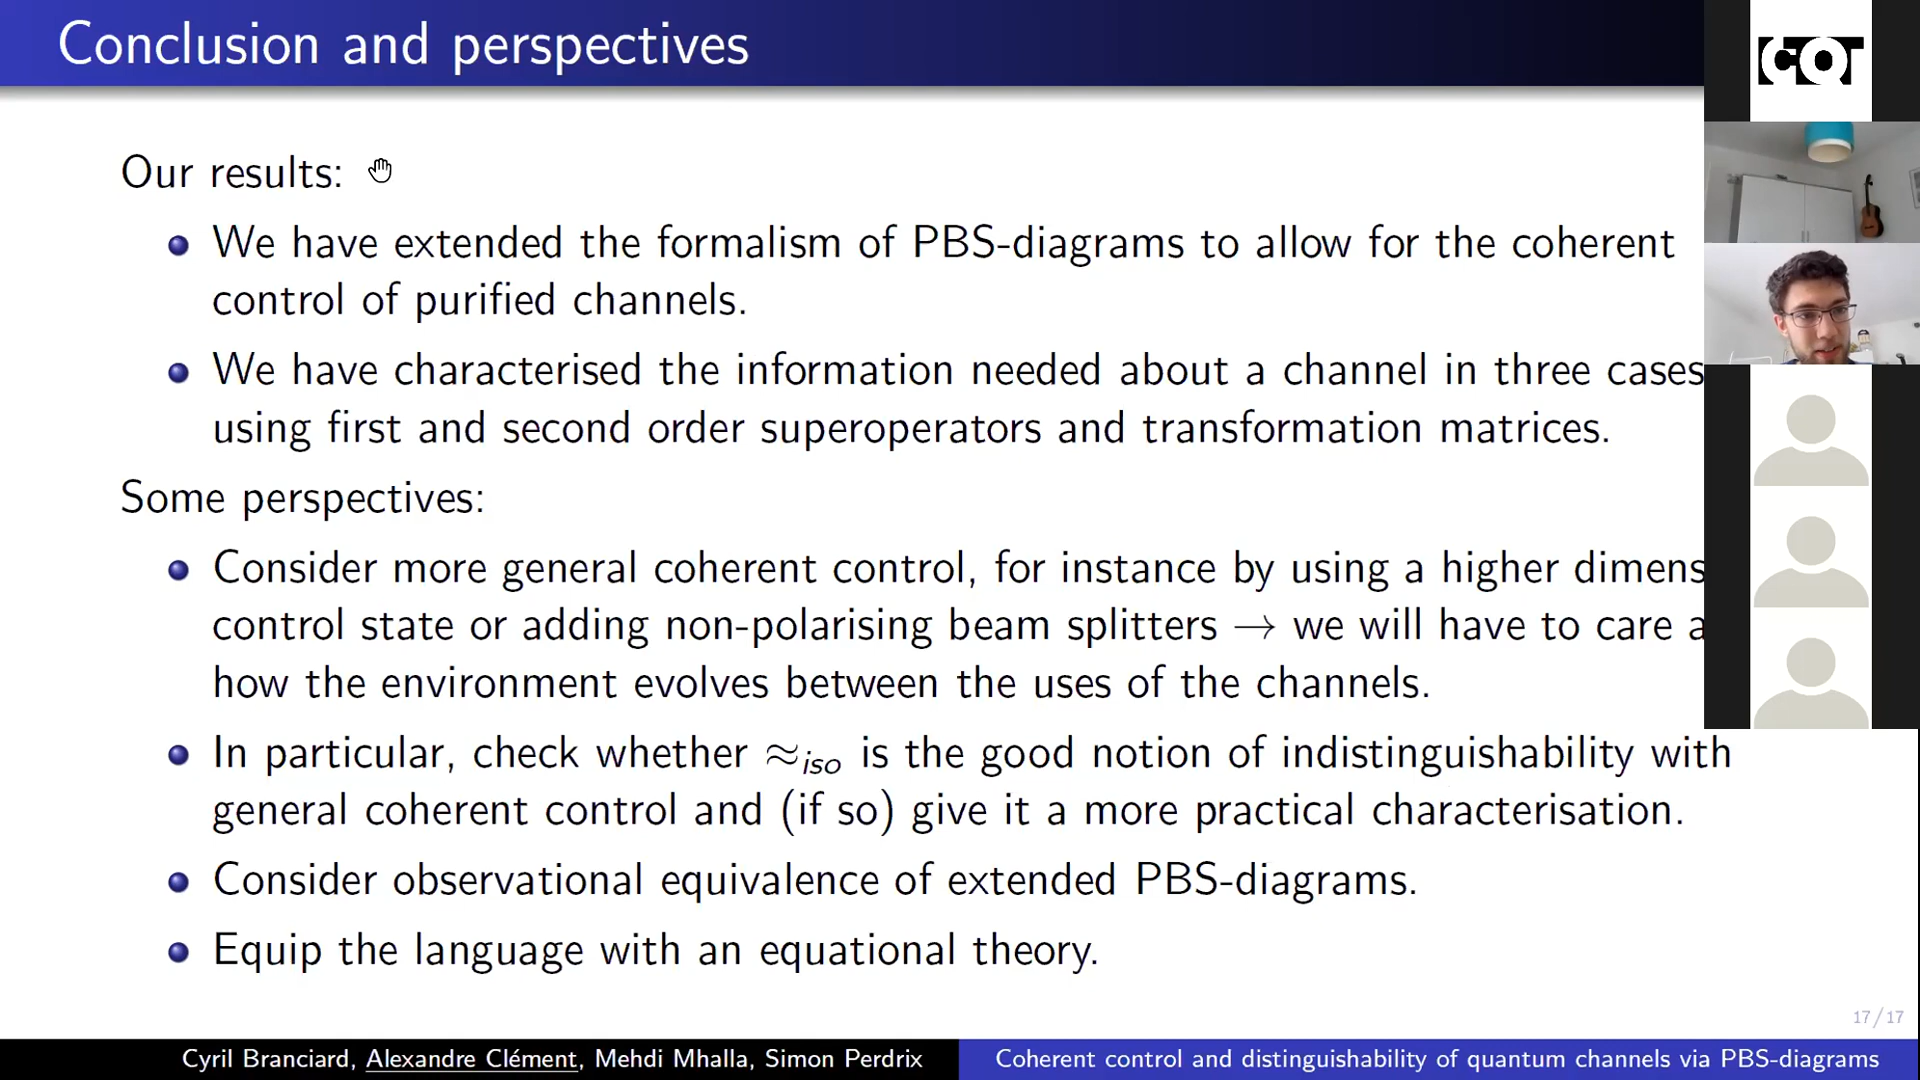 Conclusion and perspectives
CQT
Our results:
We have extended the formalism of PBS-diagrams to allow for the coherent
control of purified channels.
We have characterised the information needed about a channel in three cases
using first and second order superoperators and transformation matrices.
Some perspectives:
Consider more general coherent control, for instance by using a higher dimens
control state or adding non-polarising beam splitters → we will have to care a
how the environment evolves between the uses of the channels.
In particular, check whether ≈iso is the good notion of indistinguishability with
general coherent control and (if so) give it a more practical characterisation.
Consider observational equivalence of extended PBS-diagrams.
Equip the language with an equational theory.
17/17
Cyril Branciard, Alexandre Clément, Mehdi Mhalla, Simon Perdrix
Coherent control and distinguishability of quantum channels via PBS-diagrams